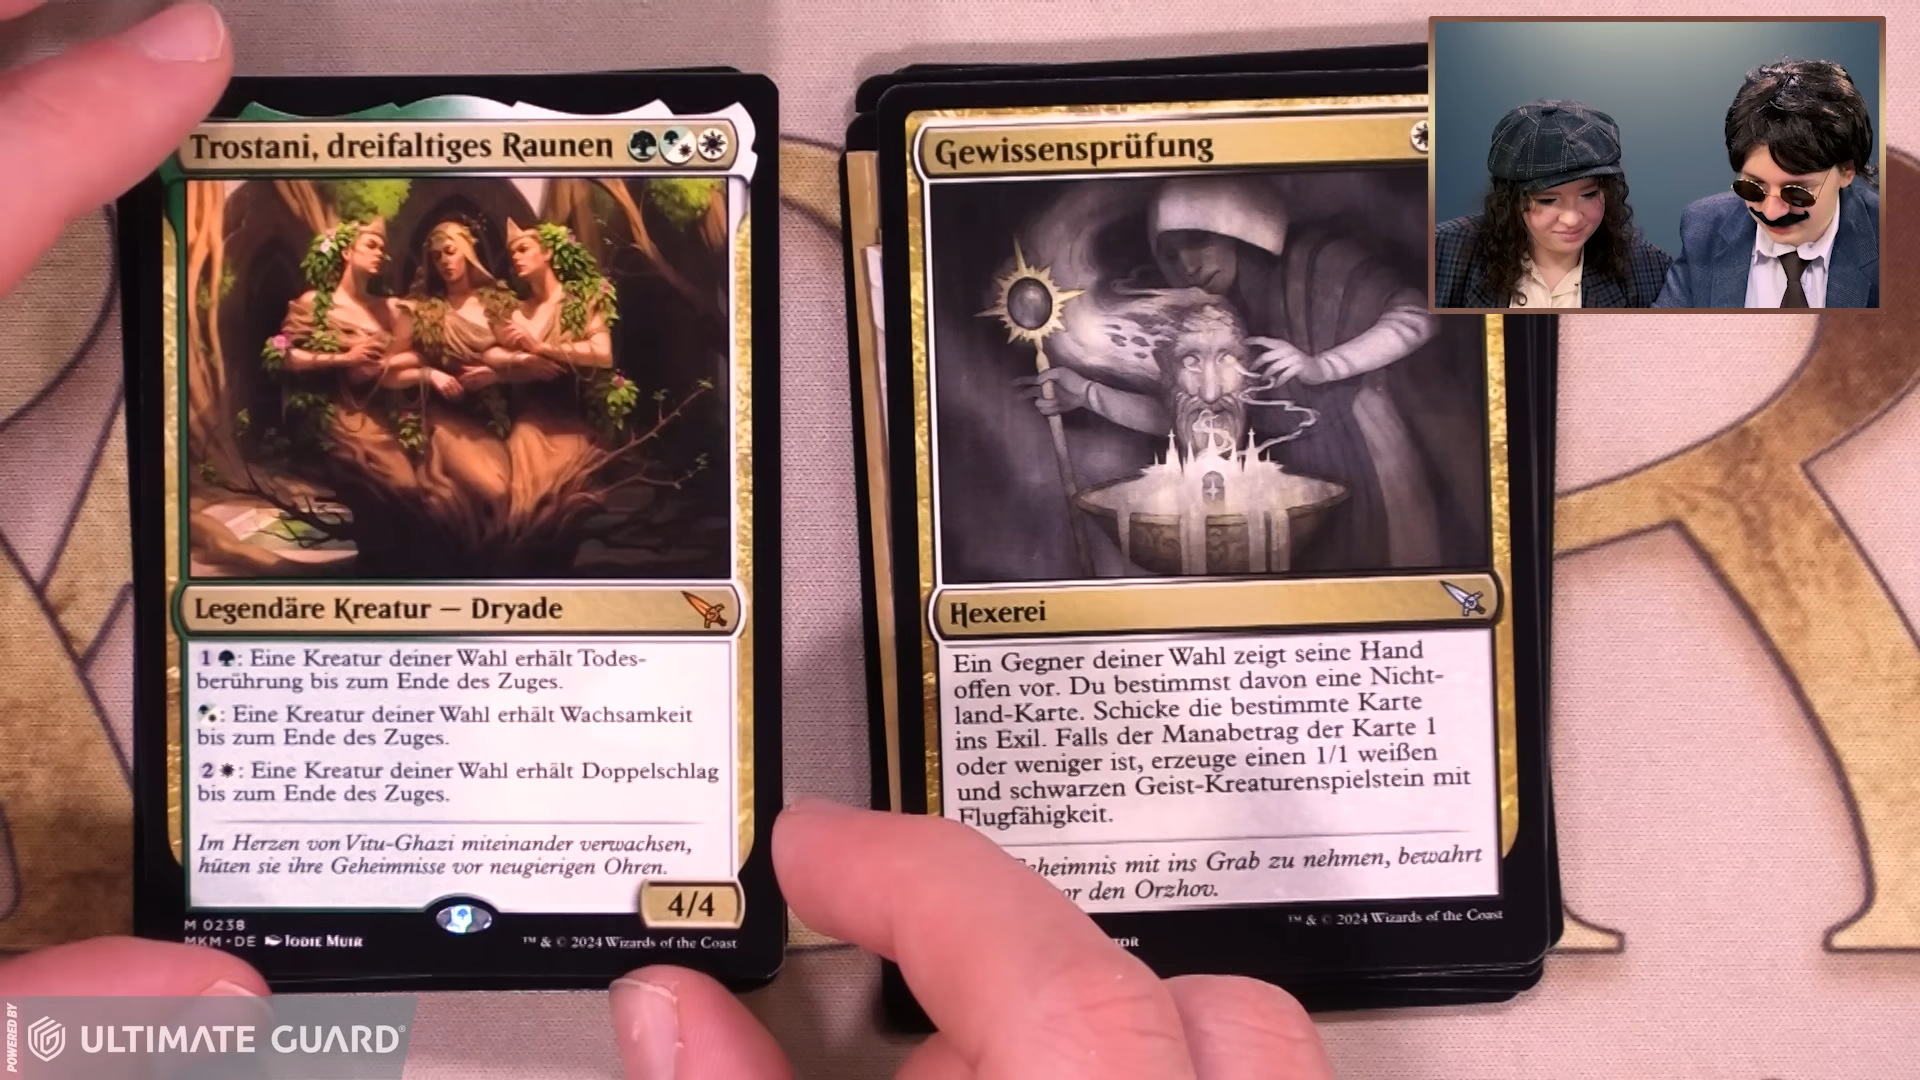 Trostani, dreifaltiges Raunen
Legendäre Kreatur — Dryade
1 : Eine Kreatur deiner Wahl erhält Todes-
berührung bis zum Ende des Zuges.
: Eine Kreatur deiner Wahl erhält Wachsamkeit
bis zum Ende des Zuges.
2 : Eine Kreatur deiner Wahl erhält Doppelschlag
bis zum Ende des Zuges.
Im Herzen von Vitu-Ghazi miteinander verwachsen,
hüten sie ihre Geheimnisse vor neugierigen Ohren.
4/4
M 0238
MKM • DE Jodie Muir
™ & © 2024 Wizards of the Coast
Gewissensprüfung
Hexerei
Ein Gegner deiner Wahl zeigt seine Hand
offen vor. Du bestimmst davon eine Nicht-
land-Karte. Schicke die bestimmte Karte
ins Exil. Falls der Manabetrag der Karte 1
oder weniger ist, erzeuge einen 1/1 weißen
und schwarzen Geist-Kreaturenspielstein mit
Flugfähigkeit.
mit ins Grab zu nehmen, bewahrt
den Orzhov.
™ & © 2024 Wizards of the Coast
POWERED BY
ULTIMATE GUARD®